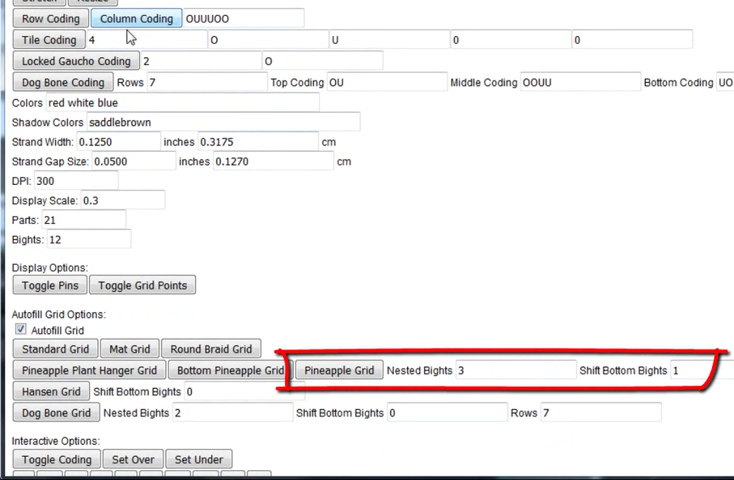 Row Coding Column Coding OUUUOO
Tile Coding 4 O U 0 0
Locked Gaucho Coding 2 O
Dog Bone Coding Rows 7 Top Coding OU Middle Coding OOUU Bottom Coding UO
Colors red white blue
Shadow Colors saddlebrown
Strand Width: 0.1250 inches 0.3175 cm
Strand Gap Size: 0.0500 inches 0.1270 cm
DPI: 300
Display Scale: 0.3
Parts: 21
Bights: 12
Display Options:
Toggle Pins Toggle Grid Points
Autofill Grid Options:
Autofill Grid
Standard Grid Mat Grid Round Braid Grid
Pineapple Plant Hanger Grid Bottom Pineapple Grid Pineapple Grid Nested Bights 3 Shift Bottom Bights 1
Hansen Grid Shift Bottom Bights 0
Dog Bone Grid Nested Bights 2 Shift Bottom Bights 0 Rows 7
Interactive Options:
Toggle Coding Set Over Set Under